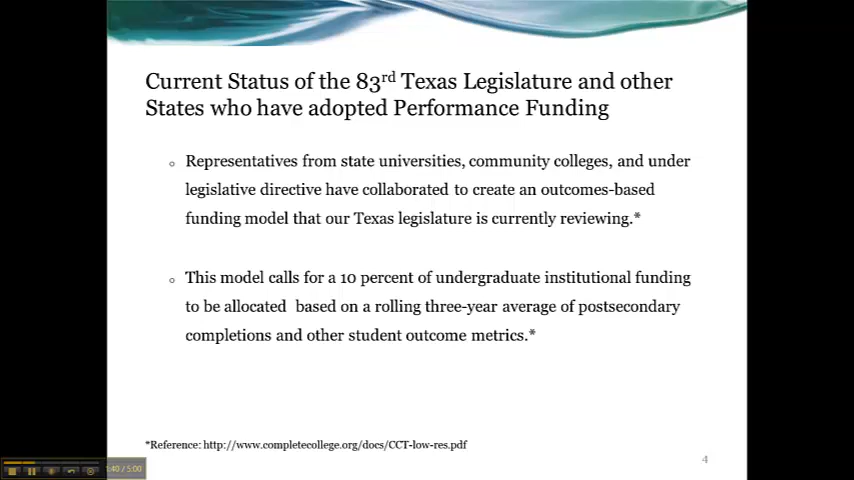 Current Status of the 83rd Texas Legislature and other
States who have adopted Performance Funding
Representatives from state universities, community colleges, and under
legislative directive have collaborated to create an outcomes-based
funding model that our Texas legislature is currently reviewing.*
This model calls for a 10 percent of undergraduate institutional funding
to be allocated based on a rolling three-year average of postsecondary
completions and other student outcome metrics.*
*Reference: http://www.completecollege.org/docs/CCT-low-res.pdf
4
1:40 / 5:00